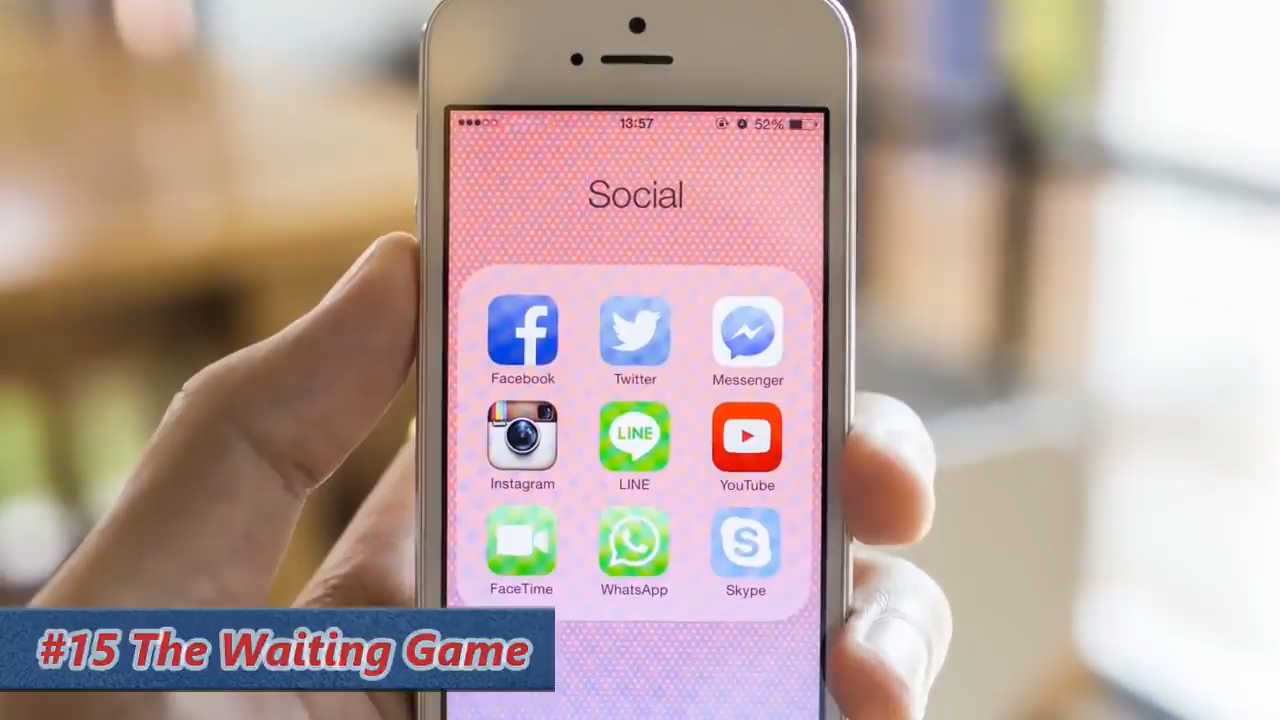 13:57 52%
Social
Facebook Twitter Messenger
LINE
Instagram LINE YouTube
FaceTime WhatsApp Skype
#15 The Waiting Game